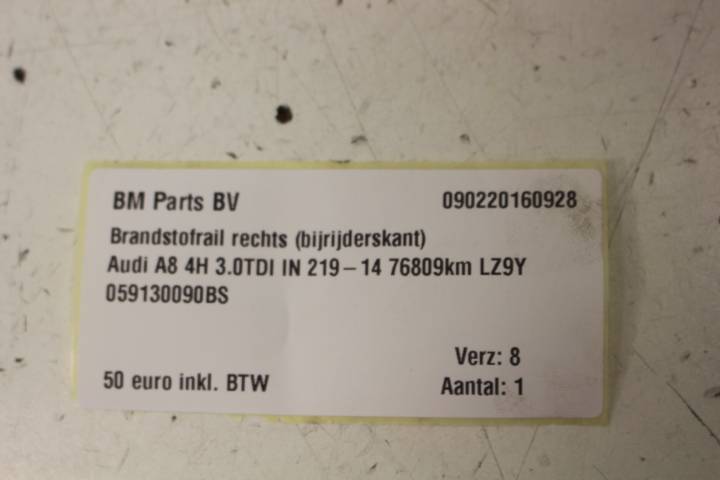 BM Parts BV 090220160928
Brandstofrail rechts (bijrijderskant)
Audi A8 4H 3.0TDI IN 219-14 76809km LZ9Y
059130090BS
Verz: 8
50 euro inkl. BTW Aantal: 1